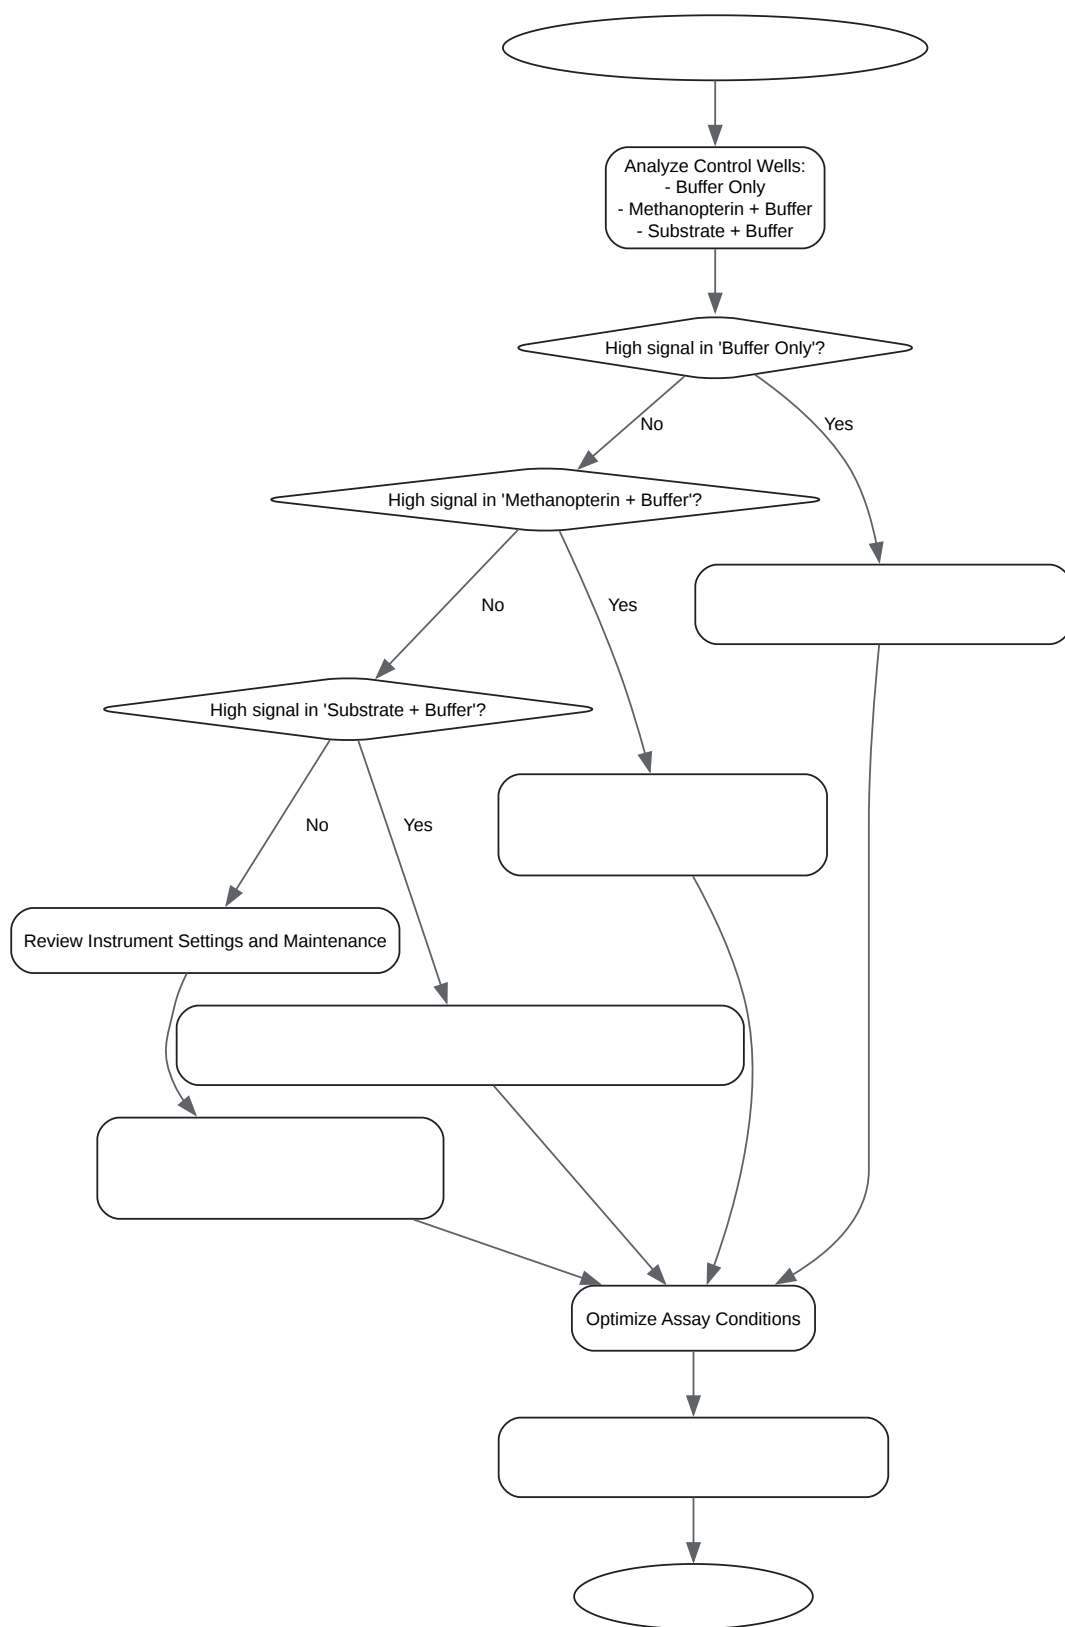 Analyze Control Wells:
- Buffer Only
- Methanopterin + Buffer
- Substrate + Buffer
High signal in 'Buffer Only'?
No
Yes
High signal in 'Methanopterin + Buffer'?
No
Yes
High signal in 'Substrate + Buffer'?
No
Yes
Review Instrument Settings and Maintenance
Optimize Assay Conditions